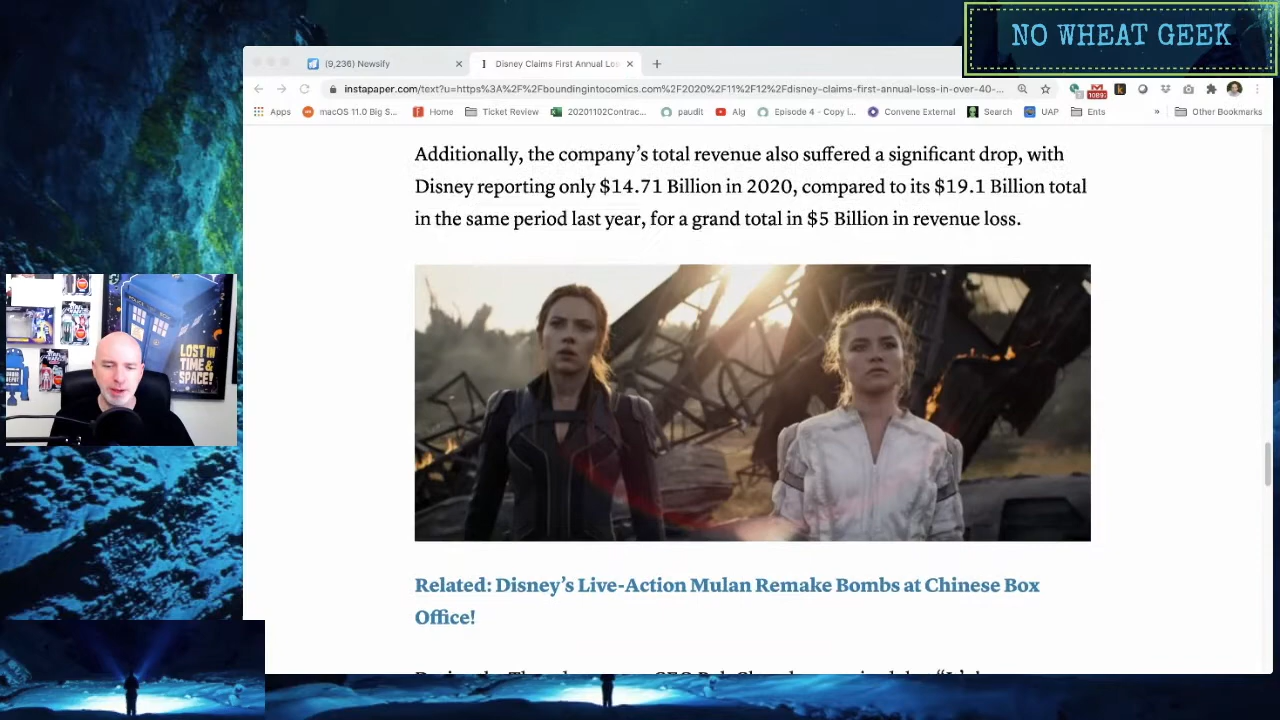 NO WHEAT GEEK
(9,236) Newsify
Disney Claims First Annual Los
instapaper.com/text?u=https%3A%2F%2Fboundingintocomics.com%2F2020%2F11%2F12%2Fdisney-claims-first-annual-loss-in-over-40-...
Apps
macOS 11.0 Big S...
Home
Ticket Review
20201102Contrac...
paudit
Alg
Episode 4 - Copy i...
Convene External
Search
UAP
Ents
»
Other Bookmarks
Additionally, the company’s total revenue also suffered a significant drop, with
Disney reporting only $14.71 Billion in 2020, compared to its $19.1 Billion total
in the same period last year, for a grand total in $5 Billion in revenue loss.
LOST IN
TIME &
SPACE!
Related: Disney’s Live-Action Mulan Remake Bombs at Chinese Box
Office!